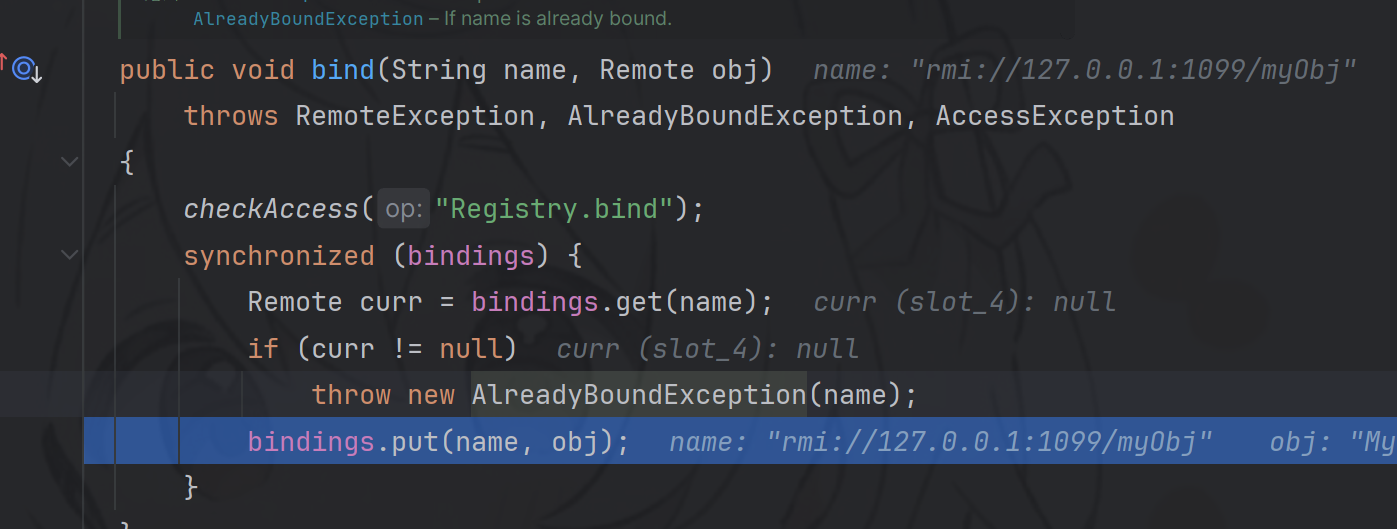 AlreadyBoundException – If name is already bound.
public void bind(String name, Remote obj) name: "rmi://127.0.0.1:1099/myObj"
throws RemoteException, AlreadyBoundException, AccessException
{
checkAccess( op: "Registry.bind");
synchronized (bindings) {
Remote curr = bindings.get(name); curr (slot_4): null
if (curr != null) curr (slot_4): null
throw new AlreadyBoundException(name);
bindings.put(name, obj); name: "rmi://127.0.0.1:1099/myObj" obj: "My
}